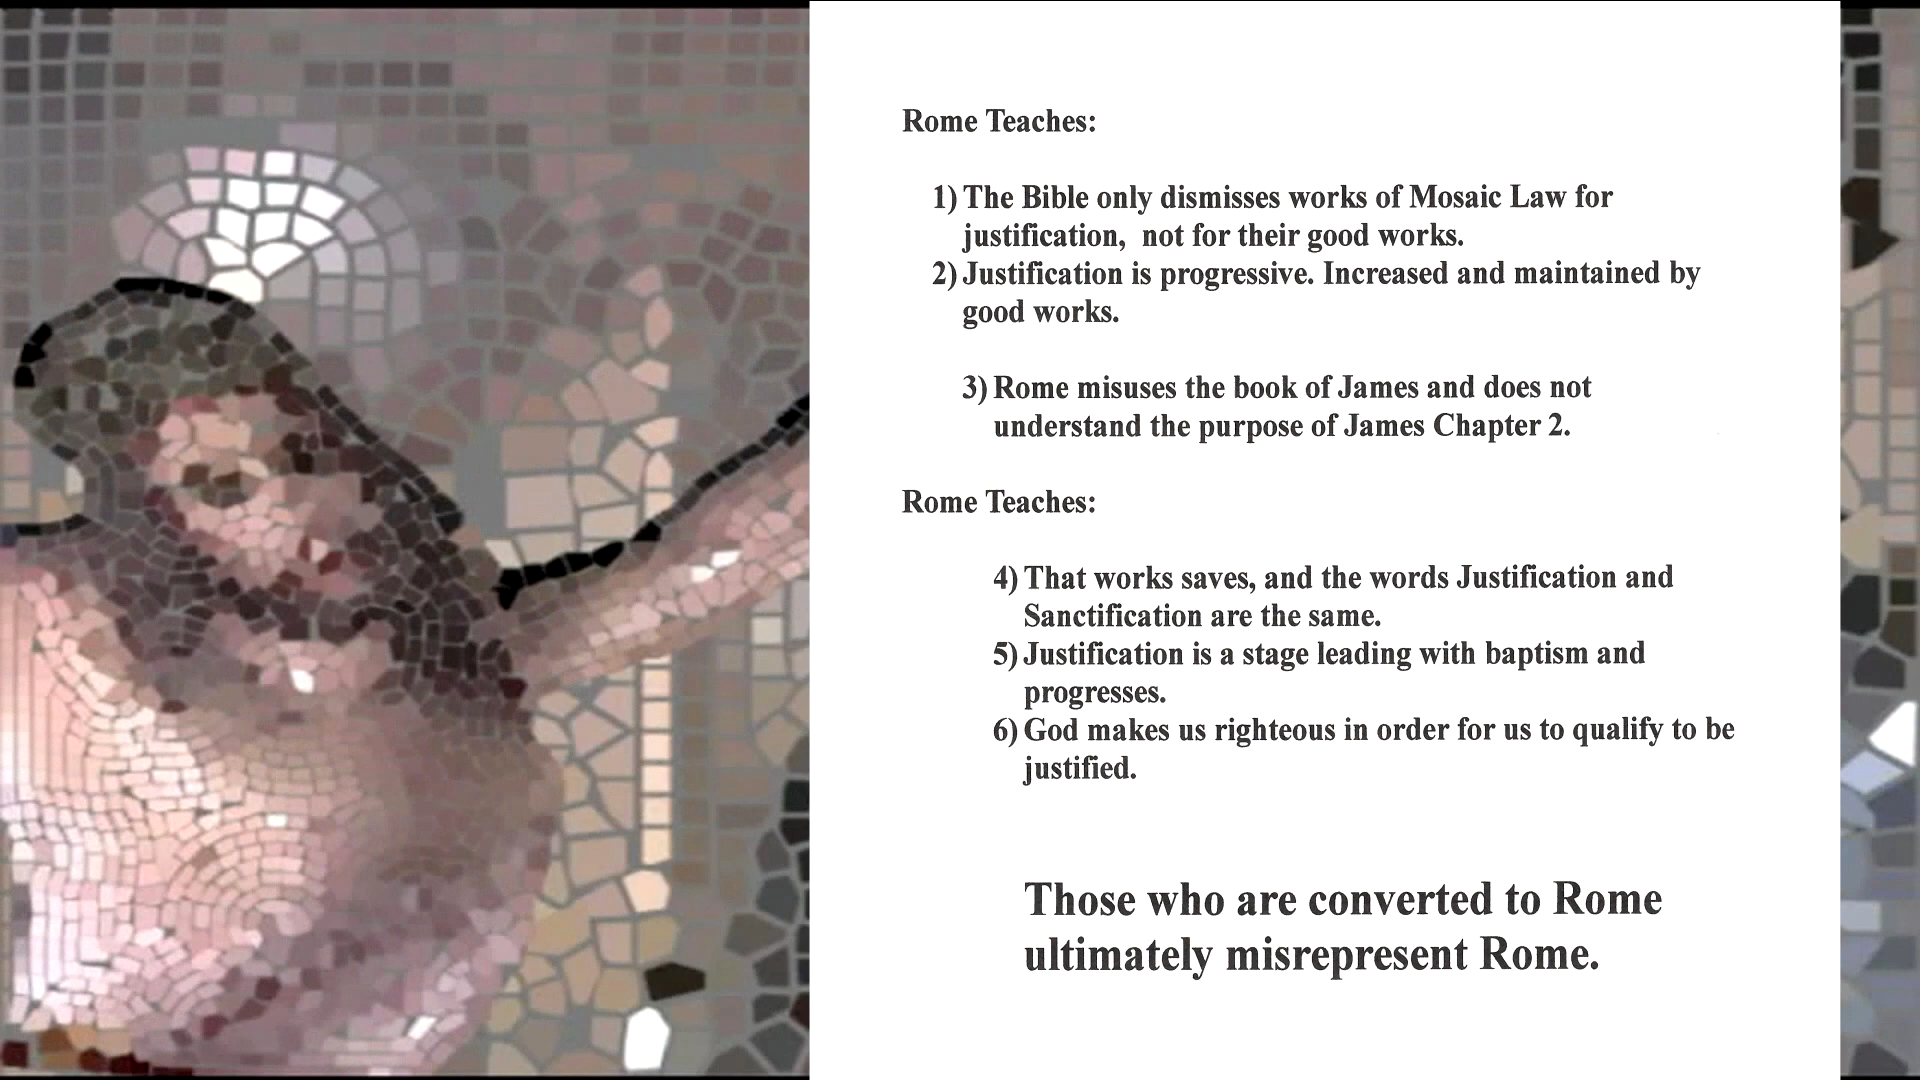 Rome Teaches:
1) The Bible only dismisses works of Mosaic Law for
justification, not for their good works.
2) Justification is progressive. Increased and maintained by
good works.
3) Rome misuses the book of James and does not
understand the purpose of James Chapter 2.
Rome Teaches:
4) That works saves, and the words Justification and
Sanctification are the same.
5) Justification is a stage leading with baptism and
progresses.
6) God makes us righteous in order for us to qualify to be
justified.
Those who are converted to Rome
ultimately misrepresent Rome.